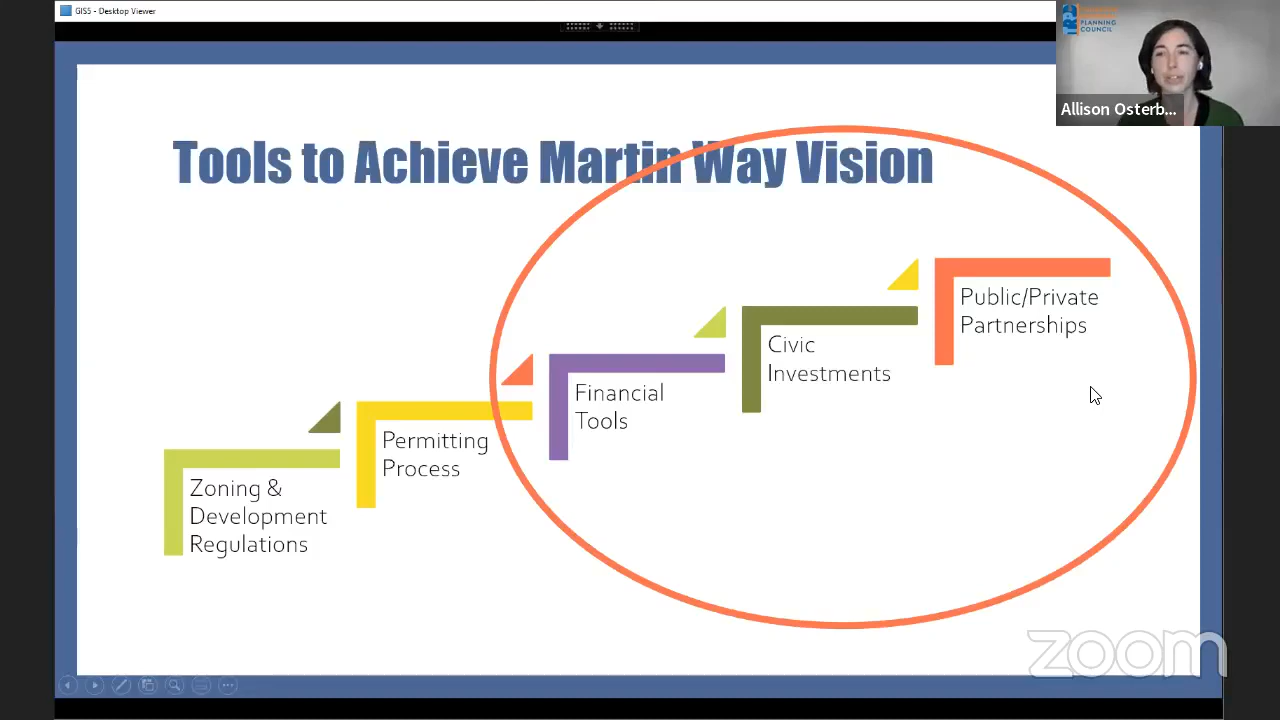 GIS5 - Desktop Viewer
PLANNING
COUNCIL
Allison Osterb...
Tools to Achieve Martin Way Vision
Public/Private
Partnerships
Civic
Investments
Financial
Tools
Permitting
Process
Zoning &
Development
Regulations
zoom